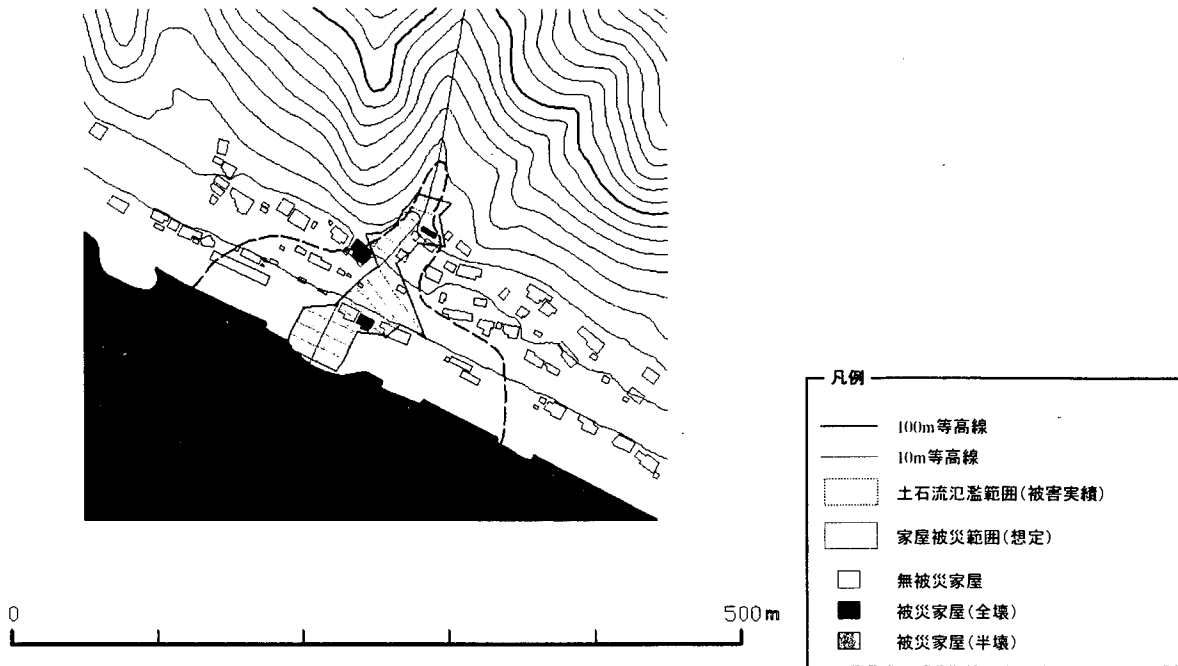 凡例
100m等高線
10m等高線
土石流氾濫範囲(被害実績)
家屋被災範囲(想定)
無被災家屋
被災家屋(全壊)
被災家屋(半壊)
0 500m